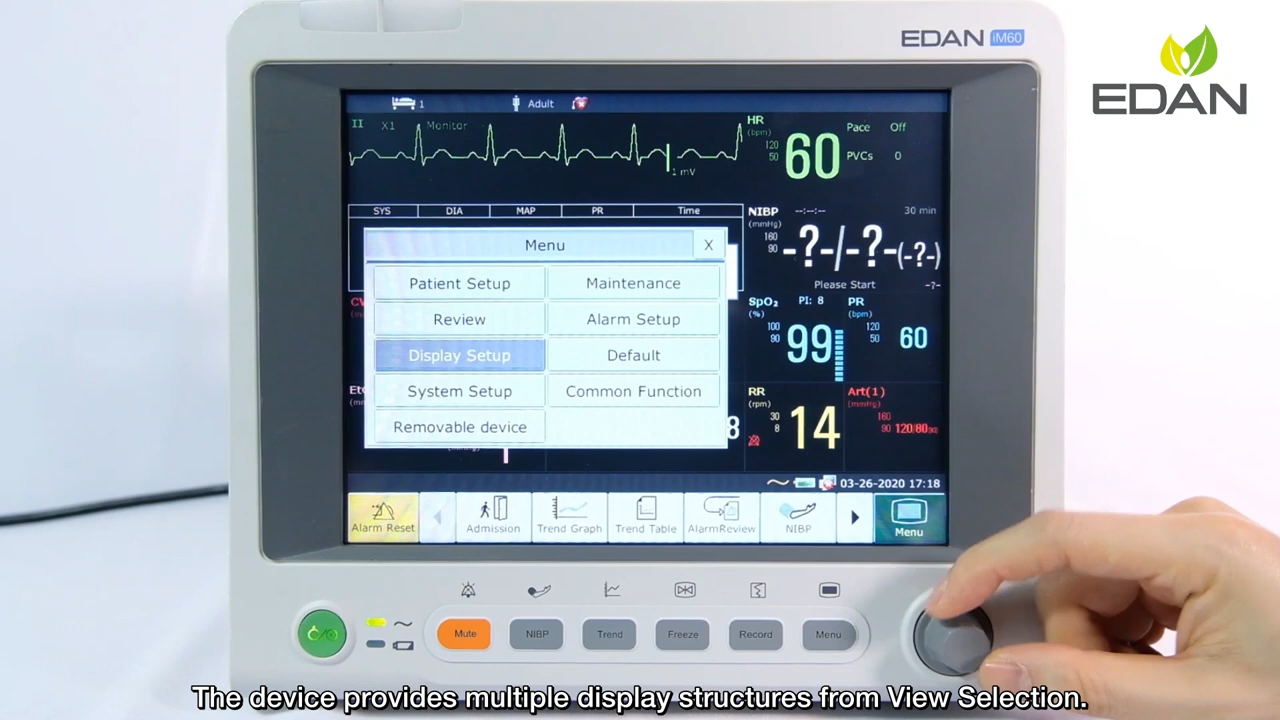 EDAN iM60
EDAN
1 Adult
II X1 Monitor
1 mV
HR
(bpm)
120
50
60
Pace Off
PVCs 0
SYS DIA MAP PR Time
NIBP --:--:-- 30 min
(mmHg)
160
90
-?-/-?-(-?-)
Please Start -?-
Menu X
Patient Setup Maintenance
Review Alarm Setup
Display Setup Default
System Setup Common Function
Removable device
SpO₂ PI: 8 PR
(%) (bpm)
100
90
99
120
50
60
RR Art(1)
(rpm) (mmHg)
30
8
14
160
90 120/80
8
03-26-2020 17:18
Alarm Reset
Admission
Trend Graph
Trend Table
AlarmReview
NIBP
Menu
Mute NIBP Trend Freeze Record Menu
The device provides multiple display structures from View Selection.